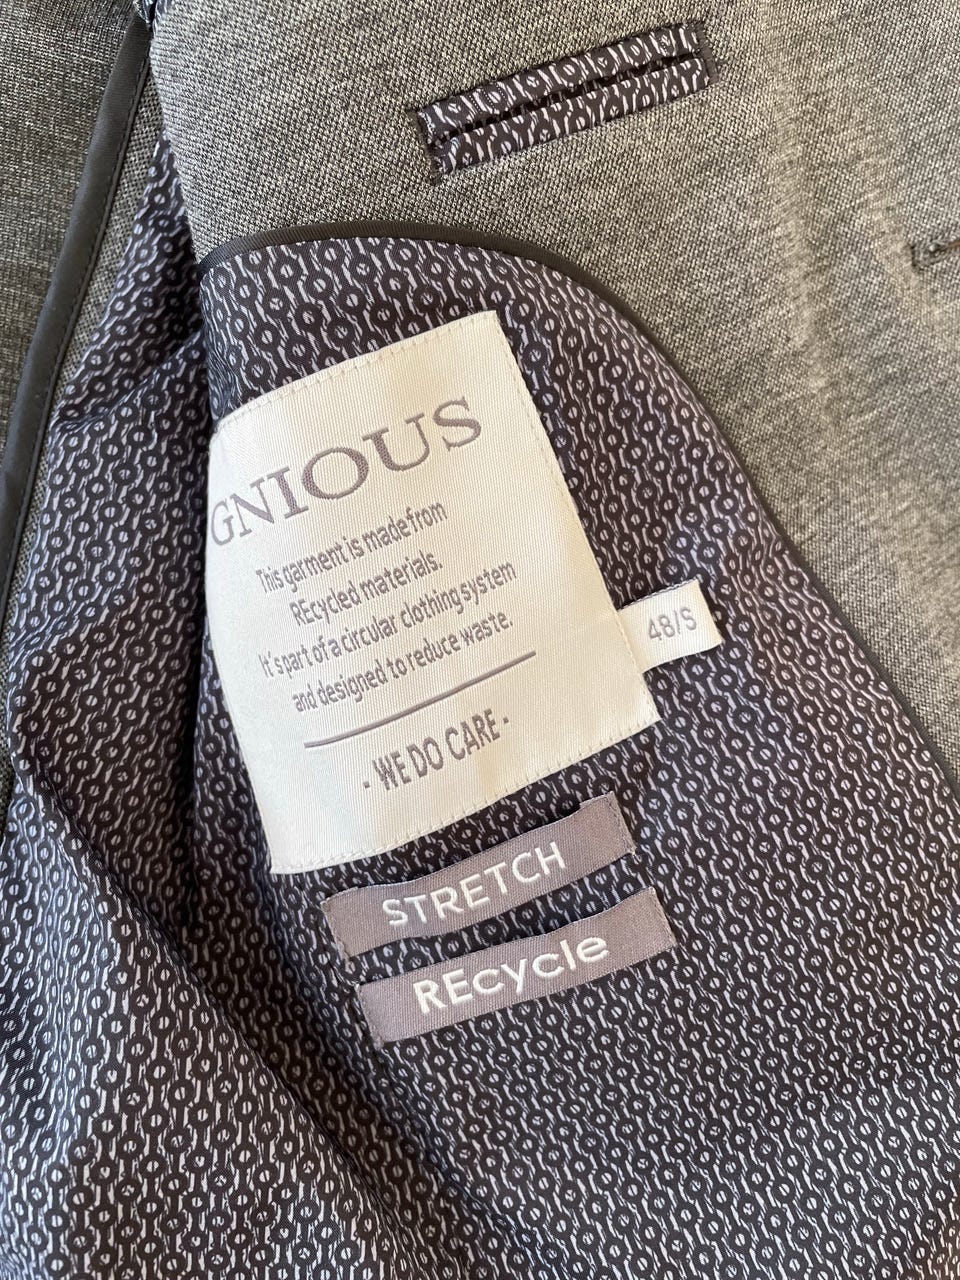 GNIOUS
This garment is made from
REcycled materials.
It's part of a circular clothing system
and designed to reduce waste.
- WE DO CARE -
48/S
STRETCH
REcycle